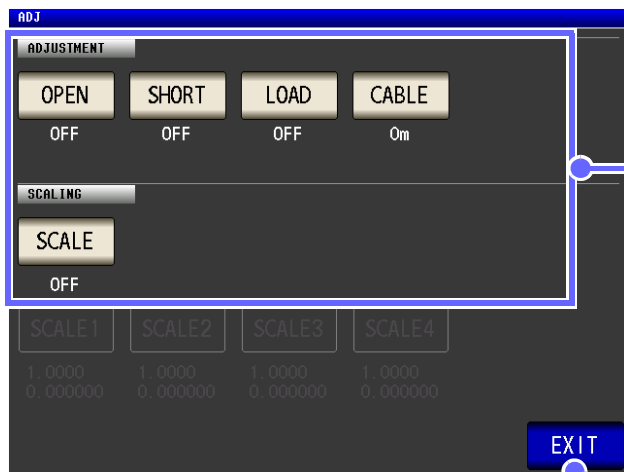 ADJ
ADJUSTMENT
OPEN SHORT LOAD CABLE
OFF OFF OFF 0m
SCALING
SCALE
OFF
SCALE1 SCALE2 SCALE3 SCALE4
1.0000 1.0000 1.0000 1.0000
0.000000 0.000000 0.000000 0.000000
EXIT